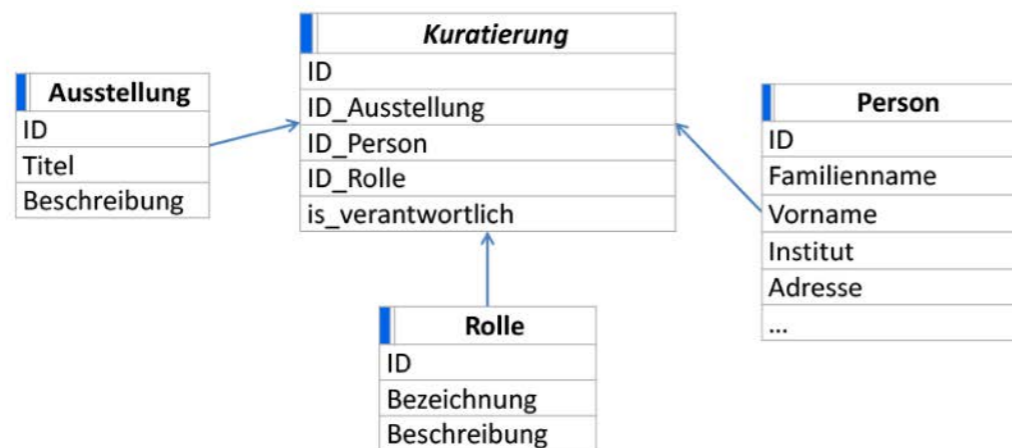 Kuratierung
ID
ID_Ausstellung
ID_Person
ID_Rolle
is_verantwortlich
Ausstellung
ID
Titel
Beschreibung
Person
ID
Familienname
Vorname
Institut
Adresse
...
Rolle
ID
Bezeichnung
Beschreibung